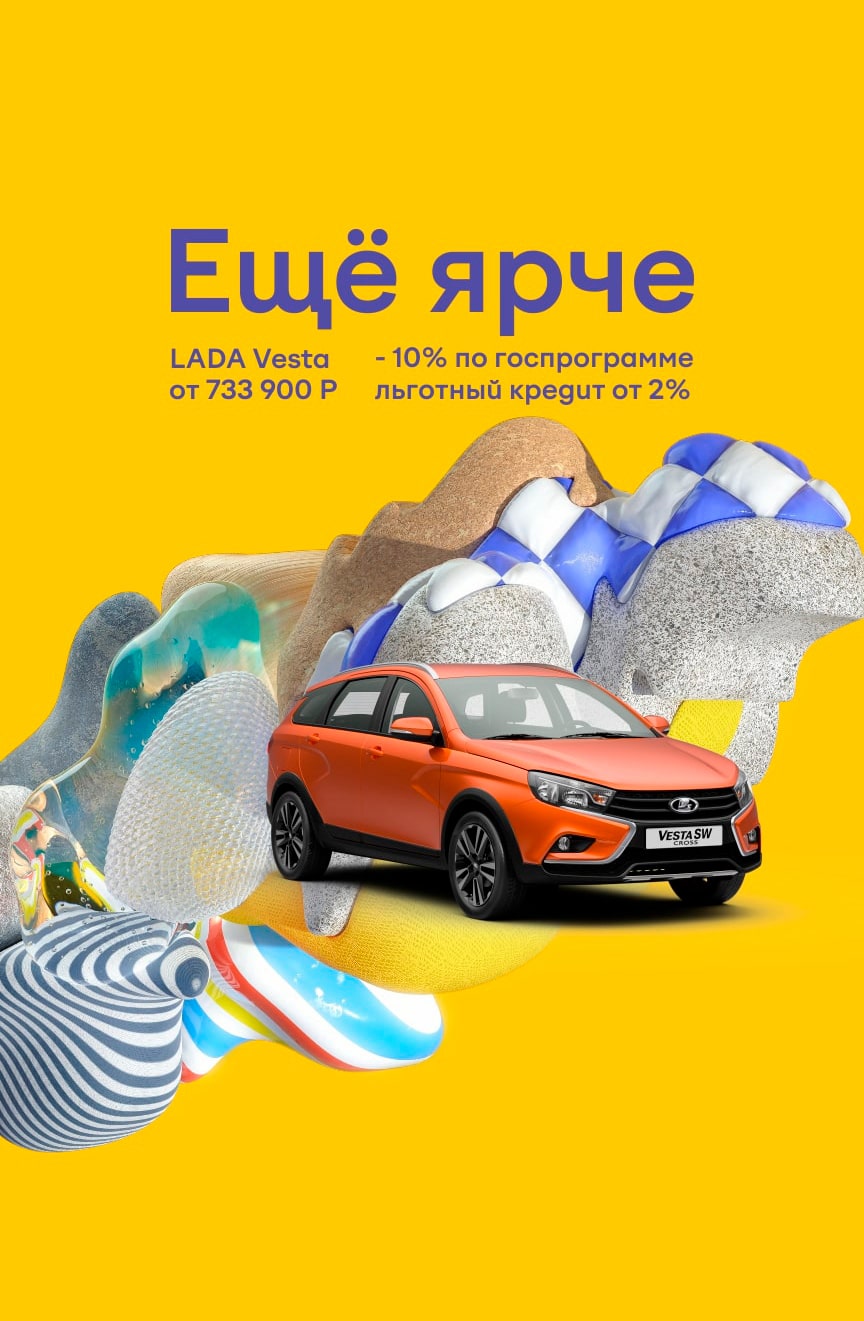 Ещё ярче
LADA Vesta
от 733 900 Р
- 10% по госпрограмме
льготный кредит от 2%
VESTA SW
CROSS